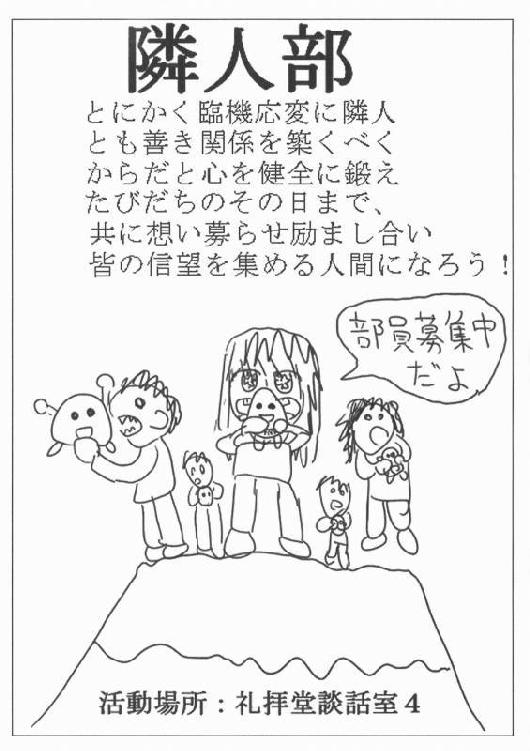 隣人部
とにかく臨機応変に隣人
とも善き関係を築くべく
からだと心を健全に鍛え
たびだちのその日まで、
共に想い募らせ励まし合い
皆の信望を集める人間になろう！
部員募集中
だよ
活動場所：礼拝堂談話室４